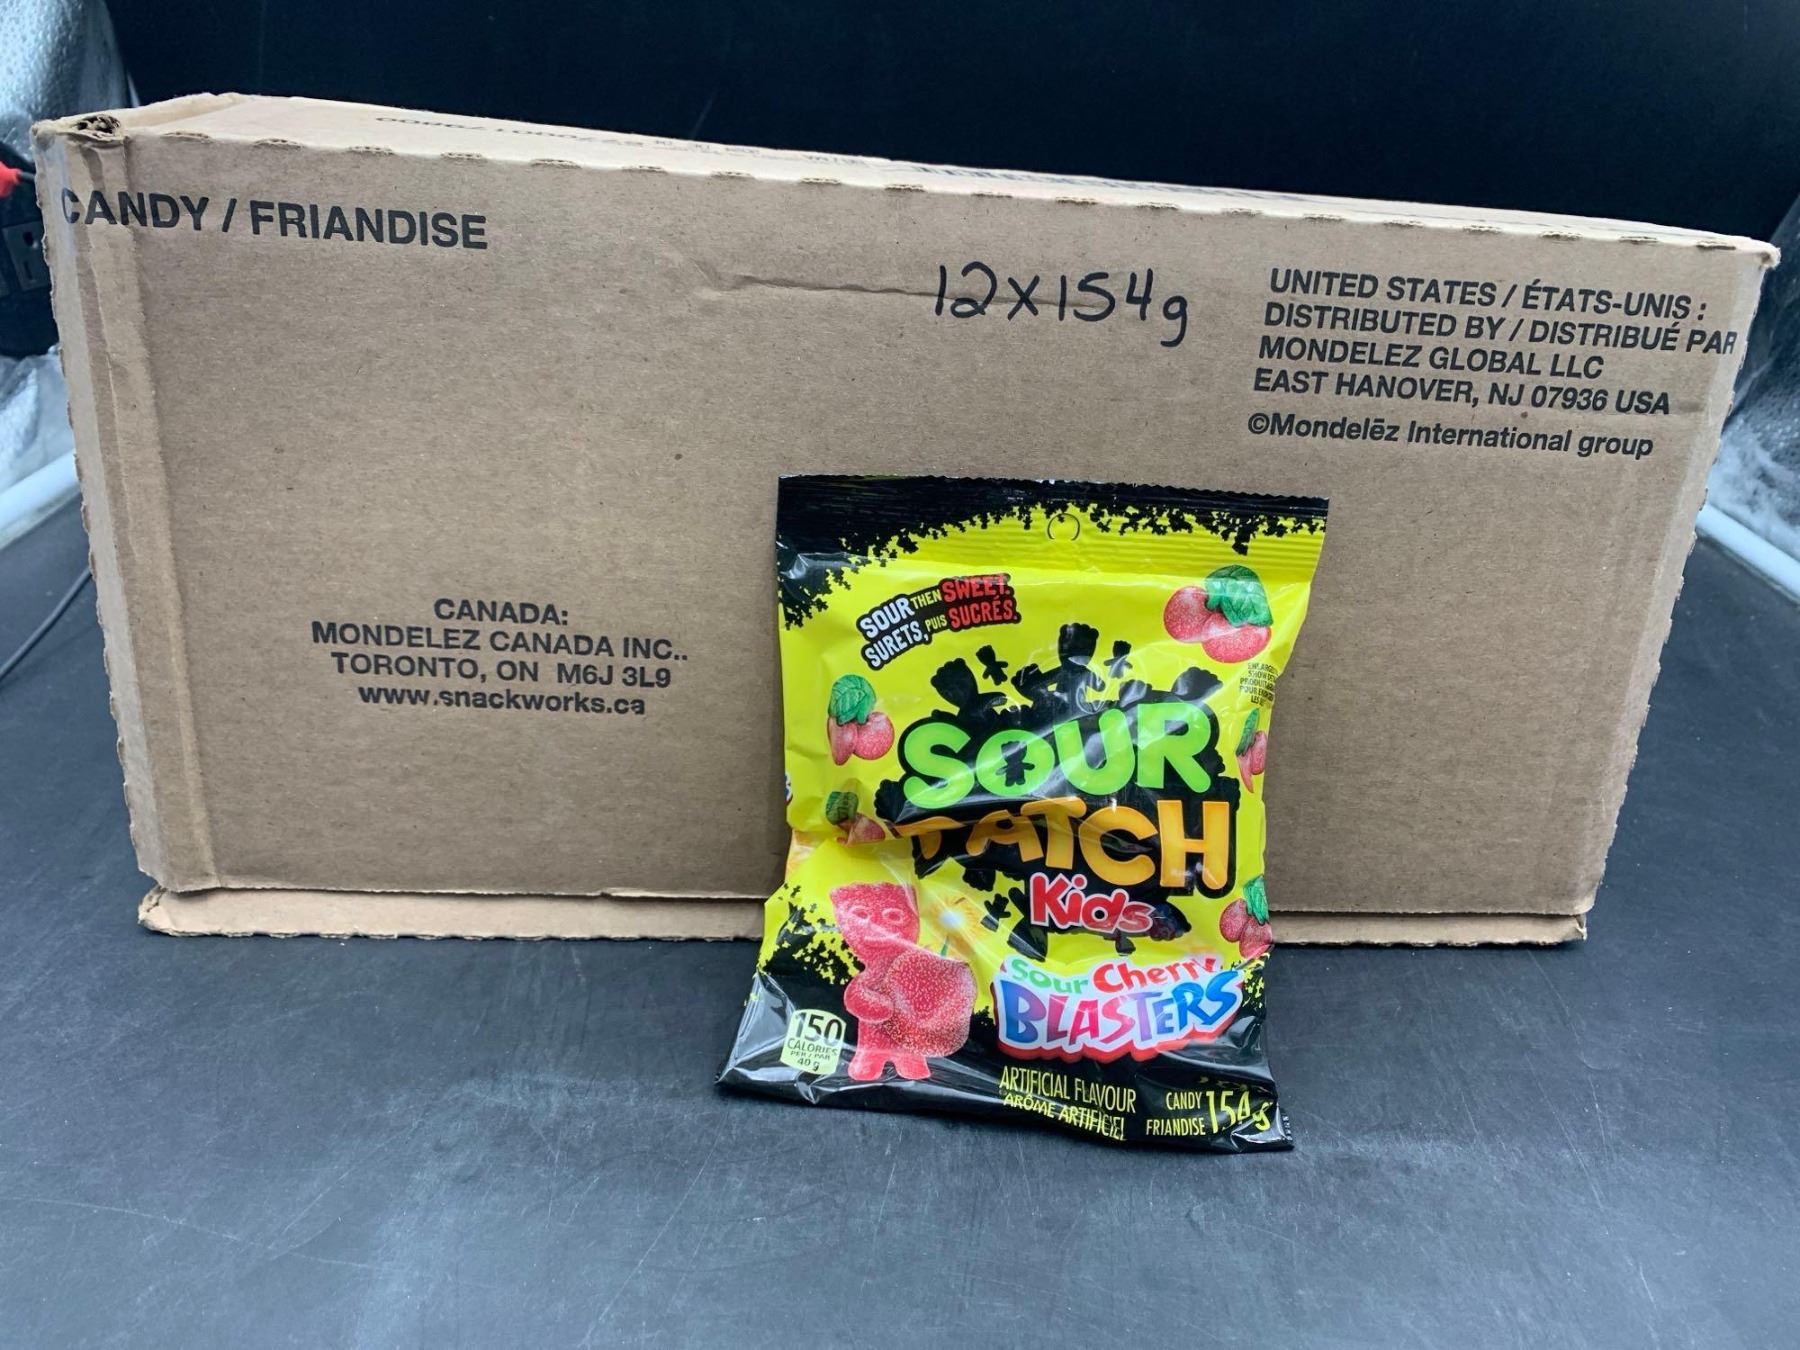 CANDY / FRIANDISE
12x154g
UNITED STATES / ÉTATS-UNIS :
DISTRIBUTED BY / DISTRIBUÉ PAR
MONDELEZ GLOBAL LLC
EAST HANOVER, NJ 07936 USA
©Mondelēz International group
CANADA:
MONDELEZ CANADA INC..
TORONTO, ON M6J 3L9
www.snackworks.ca
SOUR THEN SWEET.
SURETS, PUIS SUCRÉS.
SOUR
PATCH
Kids
Sour Cherry
BLASTERS
150
CALORIES
PER / PAR
40 g
ARTIFICIAL FLAVOUR
ARÔME ARTIFICIEL
CANDY
FRIANDISE
154 g